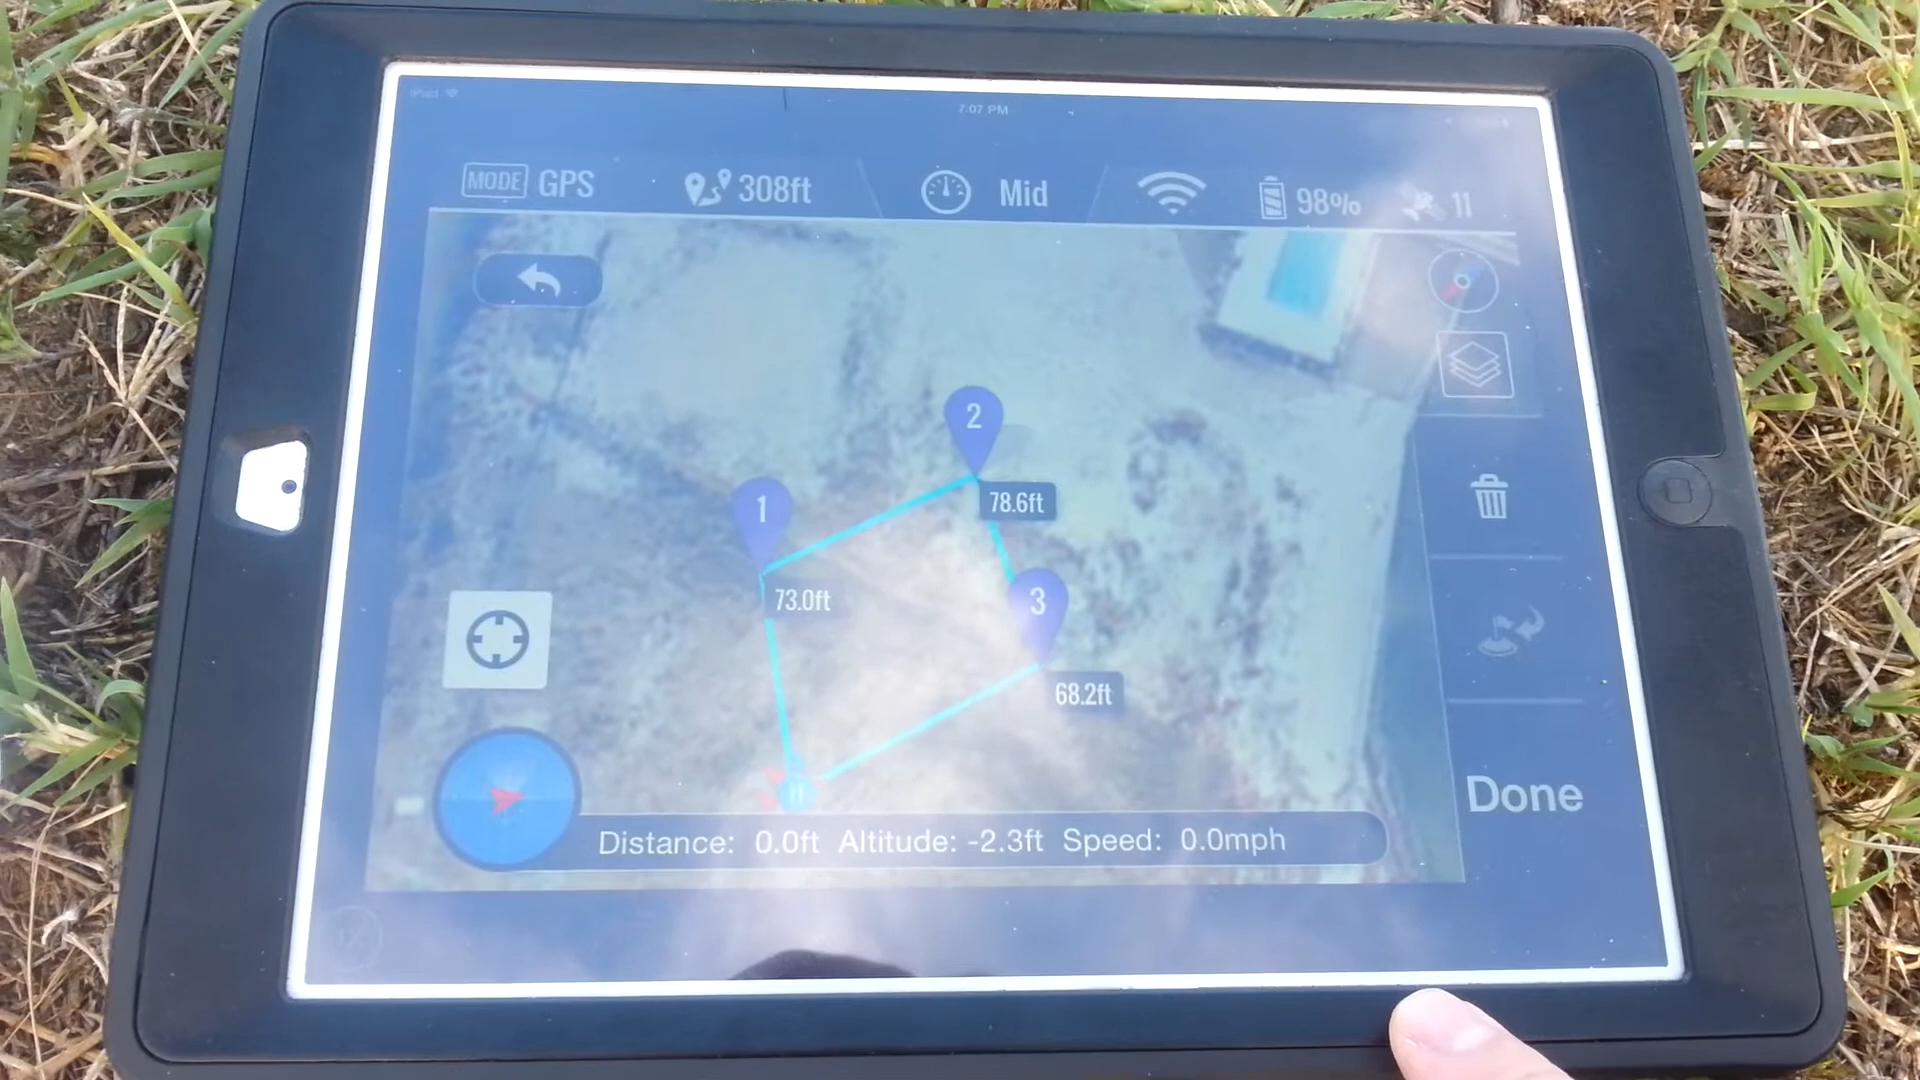 iPad
7:07 PM
MODE GPS 308ft Mid 98% 11
2
78.6ft
1
73.0ft
3
68.2ft
H
Done
Distance: 0.0ft Altitude: -2.3ft Speed: 0.0mph